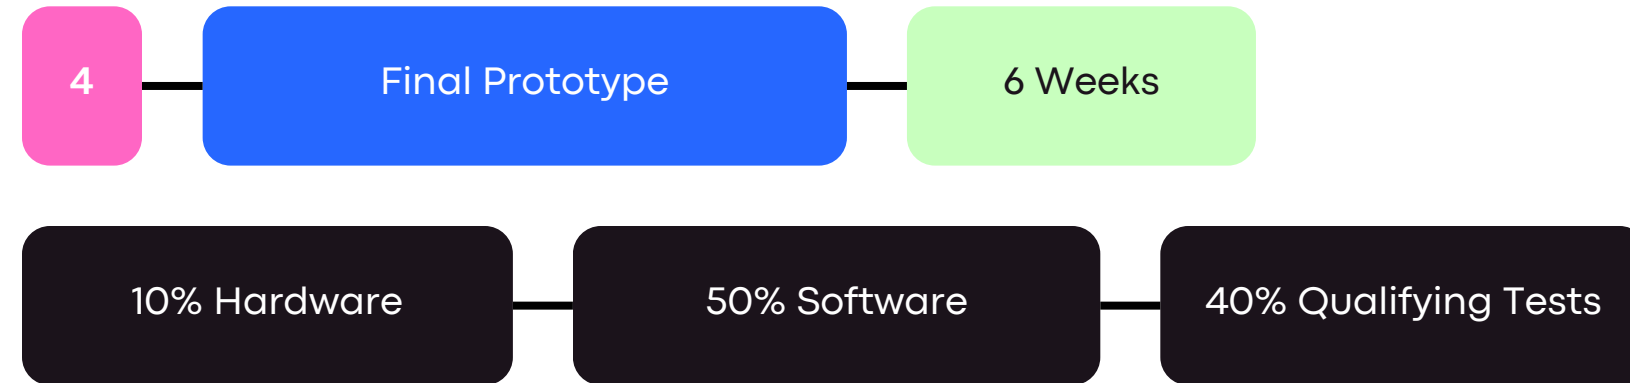 4
Final Prototype
6 Weeks
10% Hardware
50% Software
40% Qualifying Tests